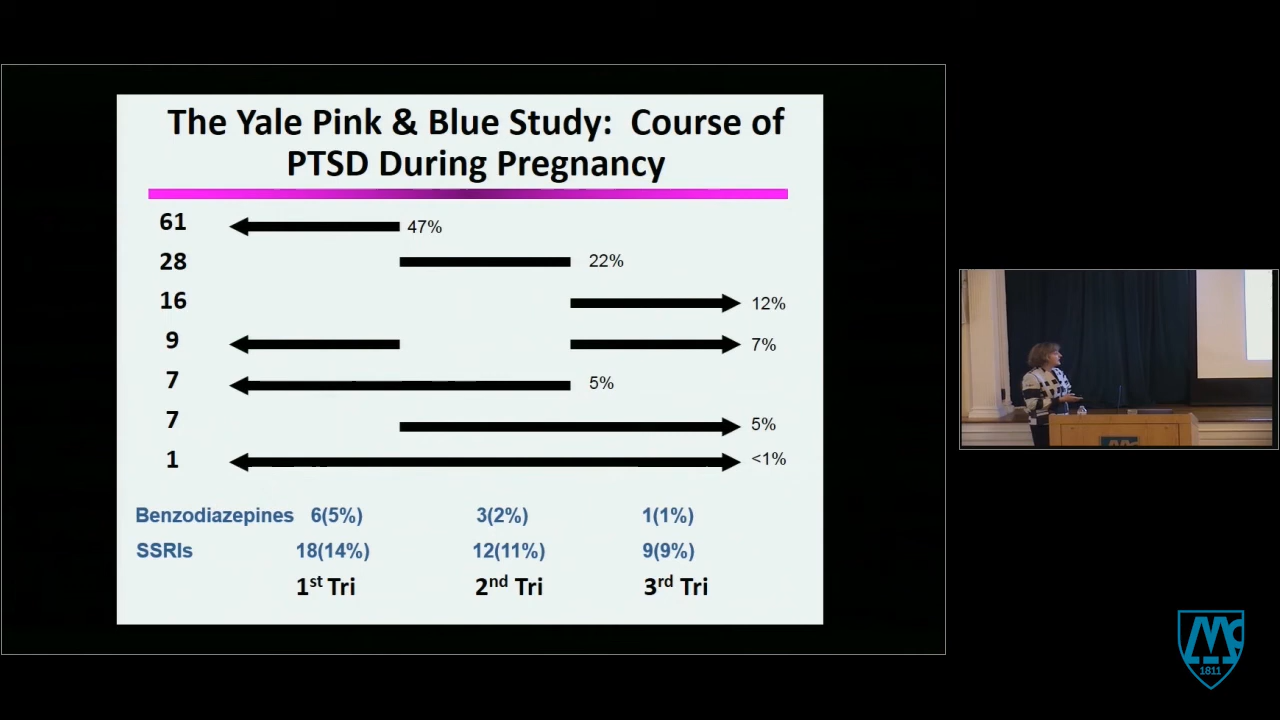 The Yale Pink & Blue Study: Course of
PTSD During Pregnancy
61 47%
28 22%
16 12%
9 7%
7 5%
7 5%
1 <1%
Benzodiazepines 6(5%) 3(2%) 1(1%)
SSRIs 18(14%) 12(11%) 9(9%)
1st Tri 2nd Tri 3rd Tri
1811